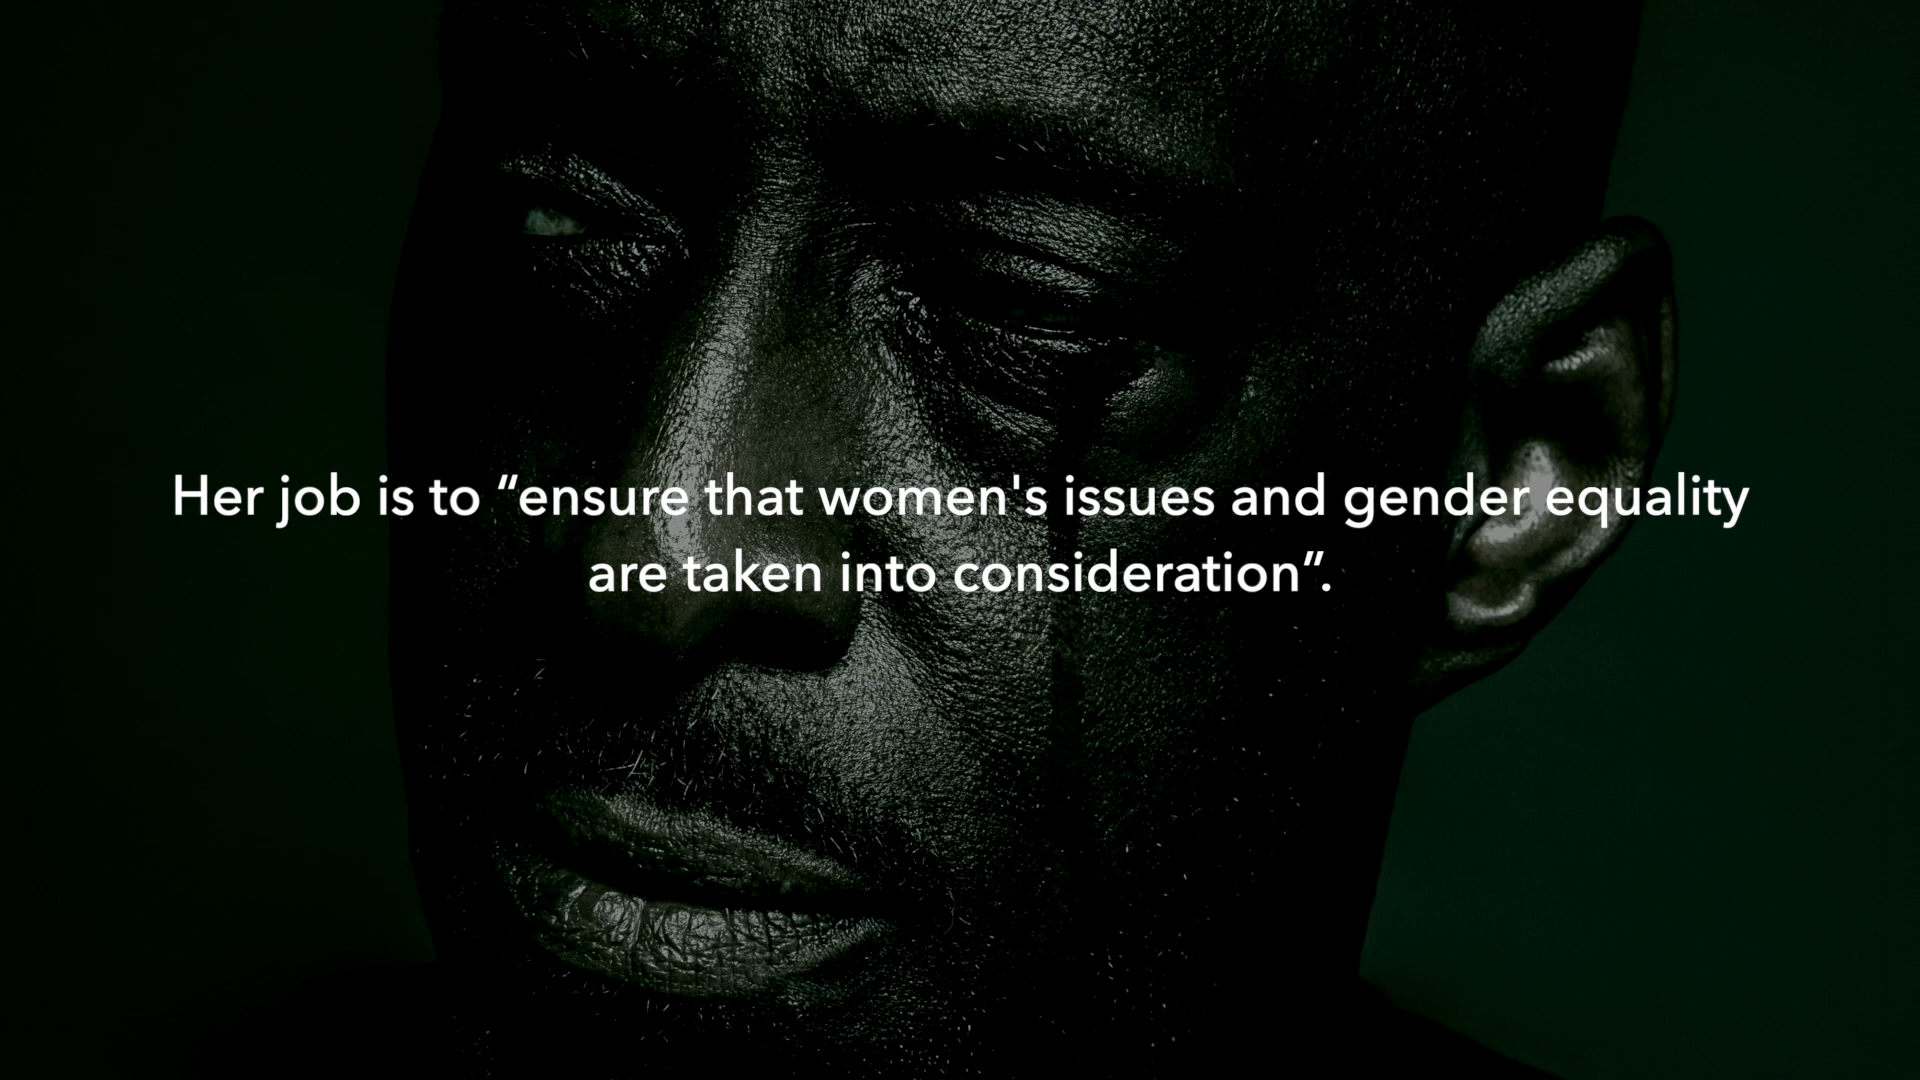 Her job is to “ensure that women's issues and gender equality
are taken into consideration”.